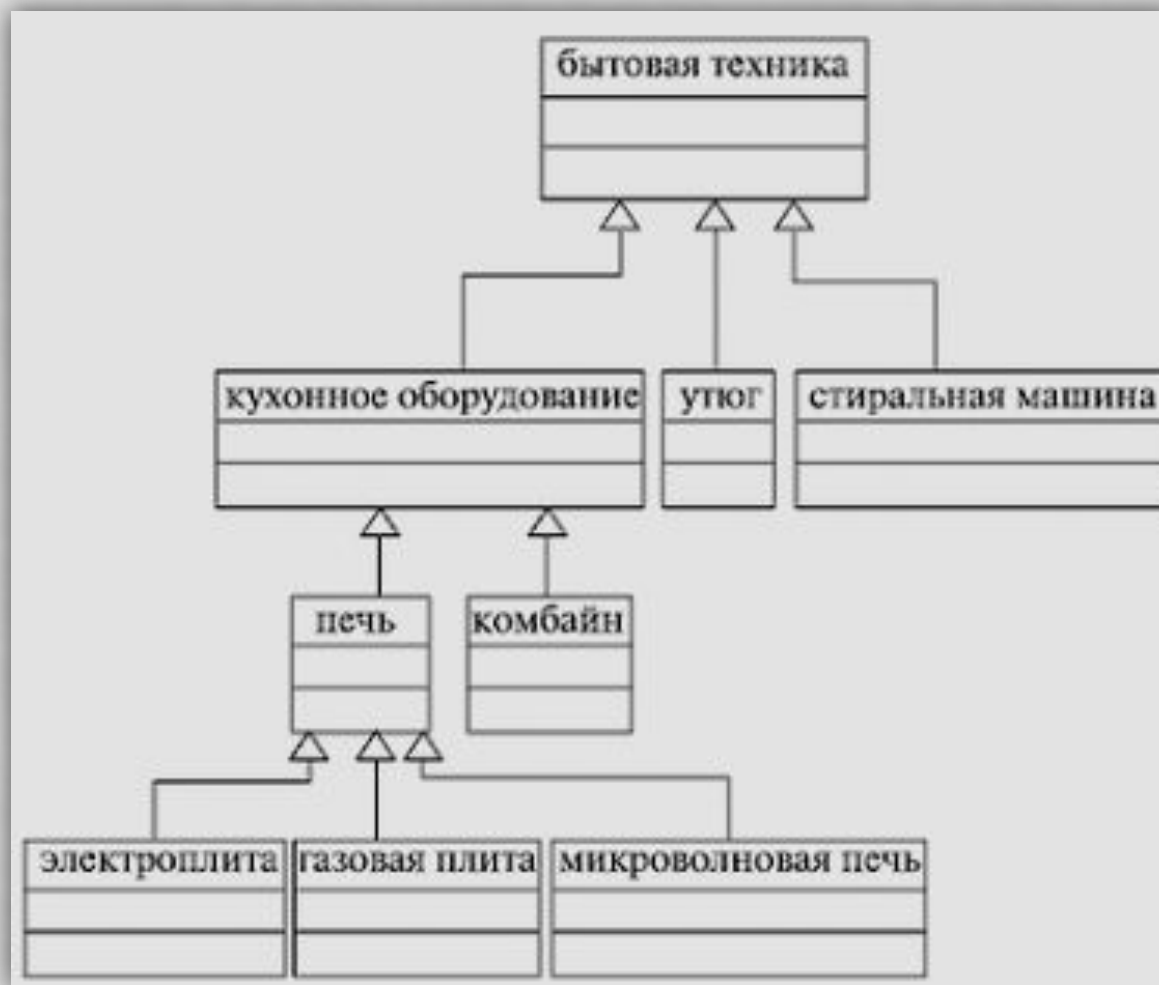 бытовая техника
кухонное оборудование
утюг
стиральная машина
печь
комбайн
электроплита
газовая плита
микроволновая печь